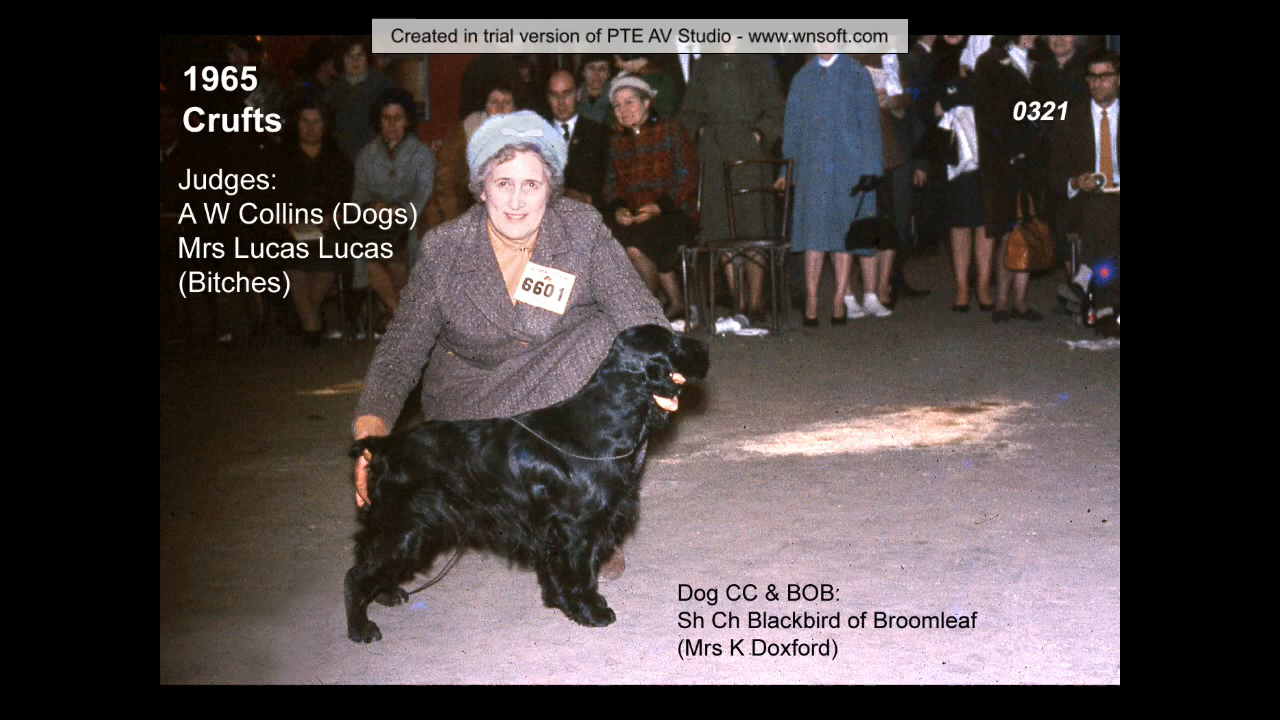 Created in trial version of PTE AV Studio - www.wnsoft.com
1965
Crufts
0321
Judges:
A W Collins (Dogs)
Mrs Lucas Lucas
(Bitches)
6601
Dog CC & BOB:
Sh Ch Blackbird of Broomleaf
(Mrs K Doxford)